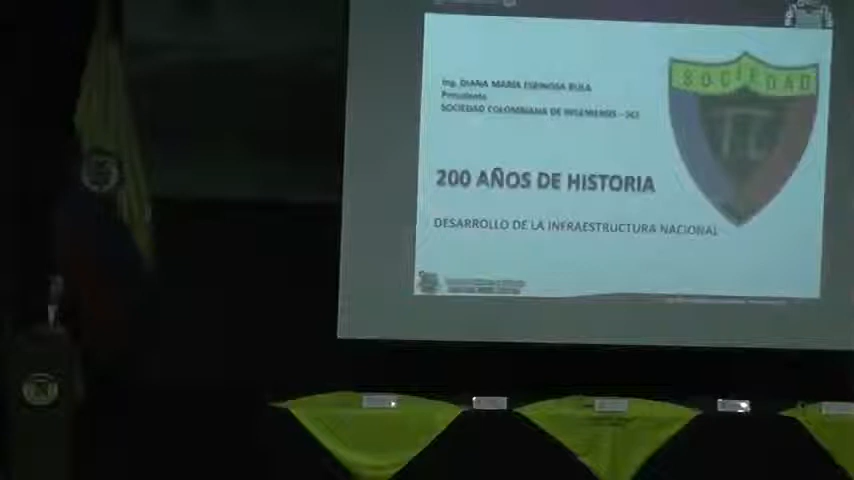 Ing. DIANA MARÍA ESPINOSA BULA
Presidente
SOCIEDAD COLOMBIANA DE INGENIEROS - SCI
SOCIEDAD
200 AÑOS DE HISTORIA
DESARROLLO DE LA INFRAESTRUCTURA NACIONAL